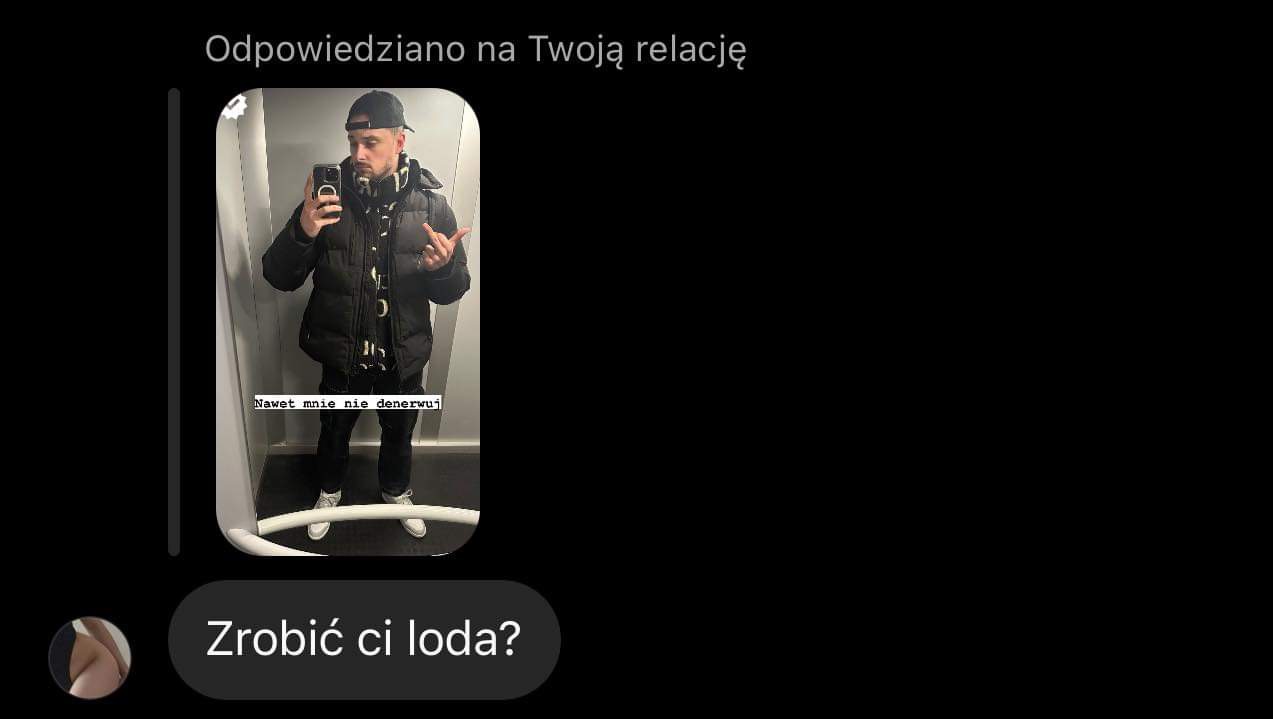 Odpowiedziano na Twoją relację
Nawet mnie nie denerwuj
Zrobić ci loda?